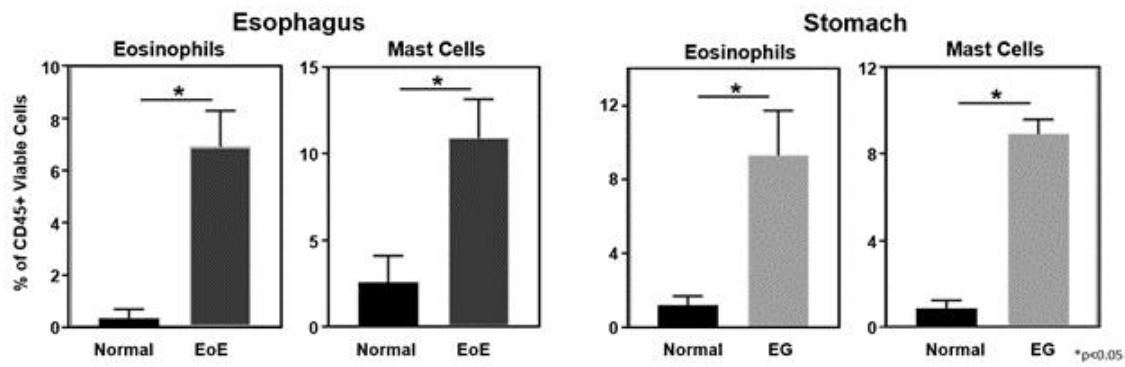 Esophagus
Stomach
Eosinophils
Mast Cells
Eosinophils
Mast Cells
% of CD45+ Viable Cells
10
8
6
4
2
0
*
Normal EoE
15
10
5
0
*
Normal EoE
12
8
4
0
*
Normal EG
12
8
4
0
*
Normal EG
*p<0.05